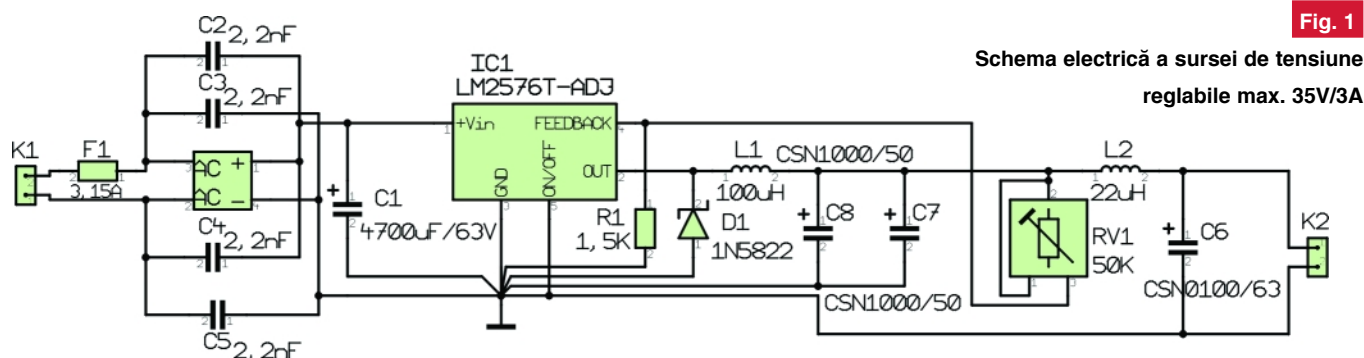 Fig. 1
Schema electrică a sursei de tensiune
reglabile max. 35V/3A
C2
2,2nF
C3
2,2nF
K1
F1
3,15A
AC +
AC -
C4
2,2nF
C5
2,2nF
C1
4700uF/63V
IC1
LM2576T-ADJ
+Vin
FEEDBACK
OUT
GND
ON/OFF
R1
1,5K
D1
1N5822
L1
100uH
CSN1000/50
C8
C7
CSN1000/50
RV1
50K
L2
22uH
C6
CSN0100/63
K2